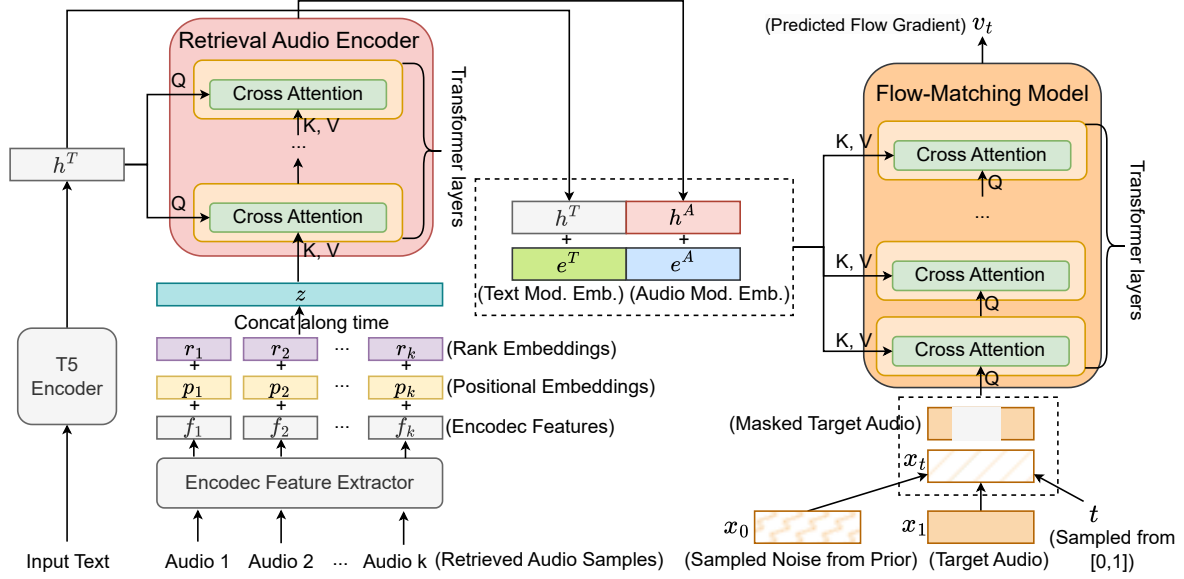 Retrieval Audio Encoder
Q
Cross Attention
K, V
...
Q
Cross Attention
K, V
Transformer layers
h^T
z
Concat along time
r_1 r_2 ... r_k (Rank Embeddings)
+ + +
p_1 p_2 ... p_k (Positional Embeddings)
+ + +
f_1 f_2 ... f_k (Encodec Features)
Encodec Feature Extractor
T5
Encoder
Input Text
Audio 1 Audio 2 ... Audio k (Retrieved Audio Samples)
h^T h^A
+ +
e^T e^A
(Text Mod. Emb.) (Audio Mod. Emb.)
(Predicted Flow Gradient) v_t
Flow-Matching Model
K, V
Cross Attention
Q
...
K, V
Cross Attention
Q
K, V
Cross Attention
Q
Transformer layers
(Masked Target Audio)
x_t
x_0
(Sampled Noise from Prior)
x_1
(Target Audio)
t
(Sampled from
[0,1])